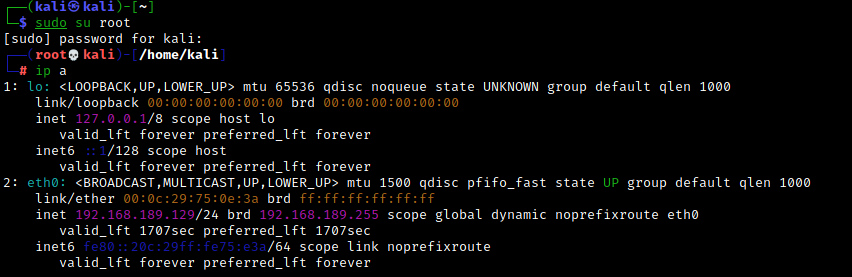 ┌──(kali㉿kali)-[~]
└─$ sudo su root
[sudo] password for kali:
┌──(root💀kali)-[/home/kali]
└─# ip a
1: lo: <LOOPBACK,UP,LOWER_UP> mtu 65536 qdisc noqueue state UNKNOWN group default qlen 1000
    link/loopback 00:00:00:00:00:00 brd 00:00:00:00:00:00
    inet 127.0.0.1/8 scope host lo
       valid_lft forever preferred_lft forever
    inet6 ::1/128 scope host
       valid_lft forever preferred_lft forever
2: eth0: <BROADCAST,MULTICAST,UP,LOWER_UP> mtu 1500 qdisc pfifo_fast state UP group default qlen 1000
    link/ether 00:0c:29:75:0e:3a brd ff:ff:ff:ff:ff:ff
    inet 192.168.189.129/24 brd 192.168.189.255 scope global dynamic noprefixroute eth0
       valid_lft 1707sec preferred_lft 1707sec
    inet6 fe80::20c:29ff:fe75:e3a/64 scope link noprefixroute
       valid_lft forever preferred_lft forever